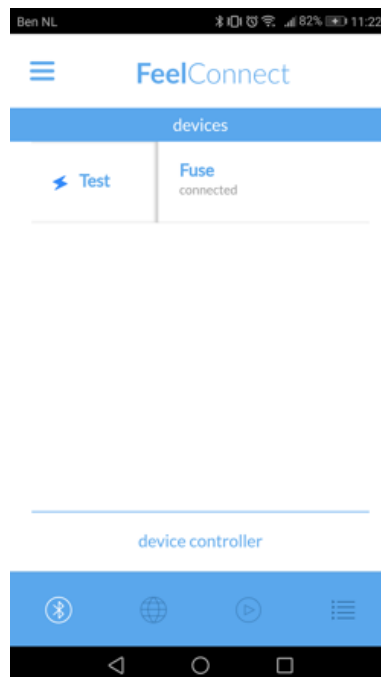 Ben NL 82% 11:22
FeelConnect
devices
Test
Fuse
connected
device controller